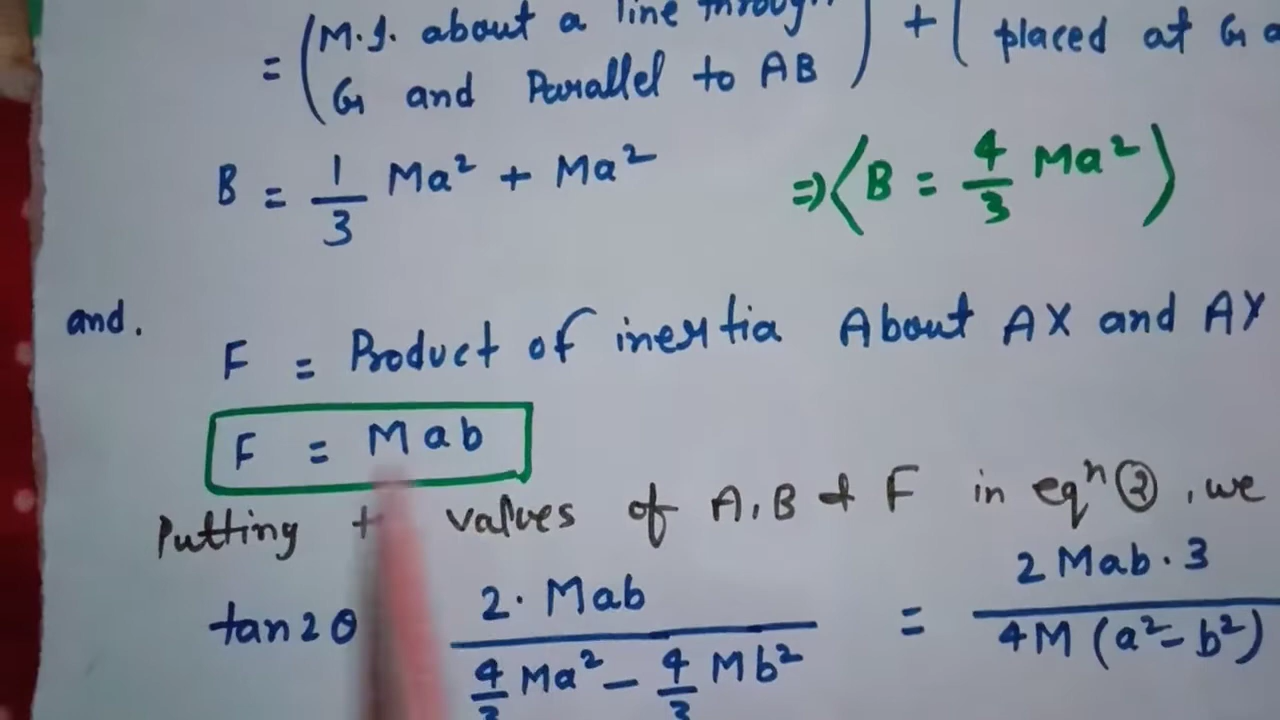 = (M.I. about a line through) + ( placed at G
G and Parallel to AB
B = 1/3 Ma² + Ma² ⇒ ⟨B = 4/3 Ma²⟩
and.
F = Product of inertia About AX and AY
F = Mab
Putting values of A, B & F in eqⁿ ②, we
tan2θ 2·Mab / (4/3 Ma² - 4/3 Mb²) = 2Mab·3 / 4M(a²-b²)